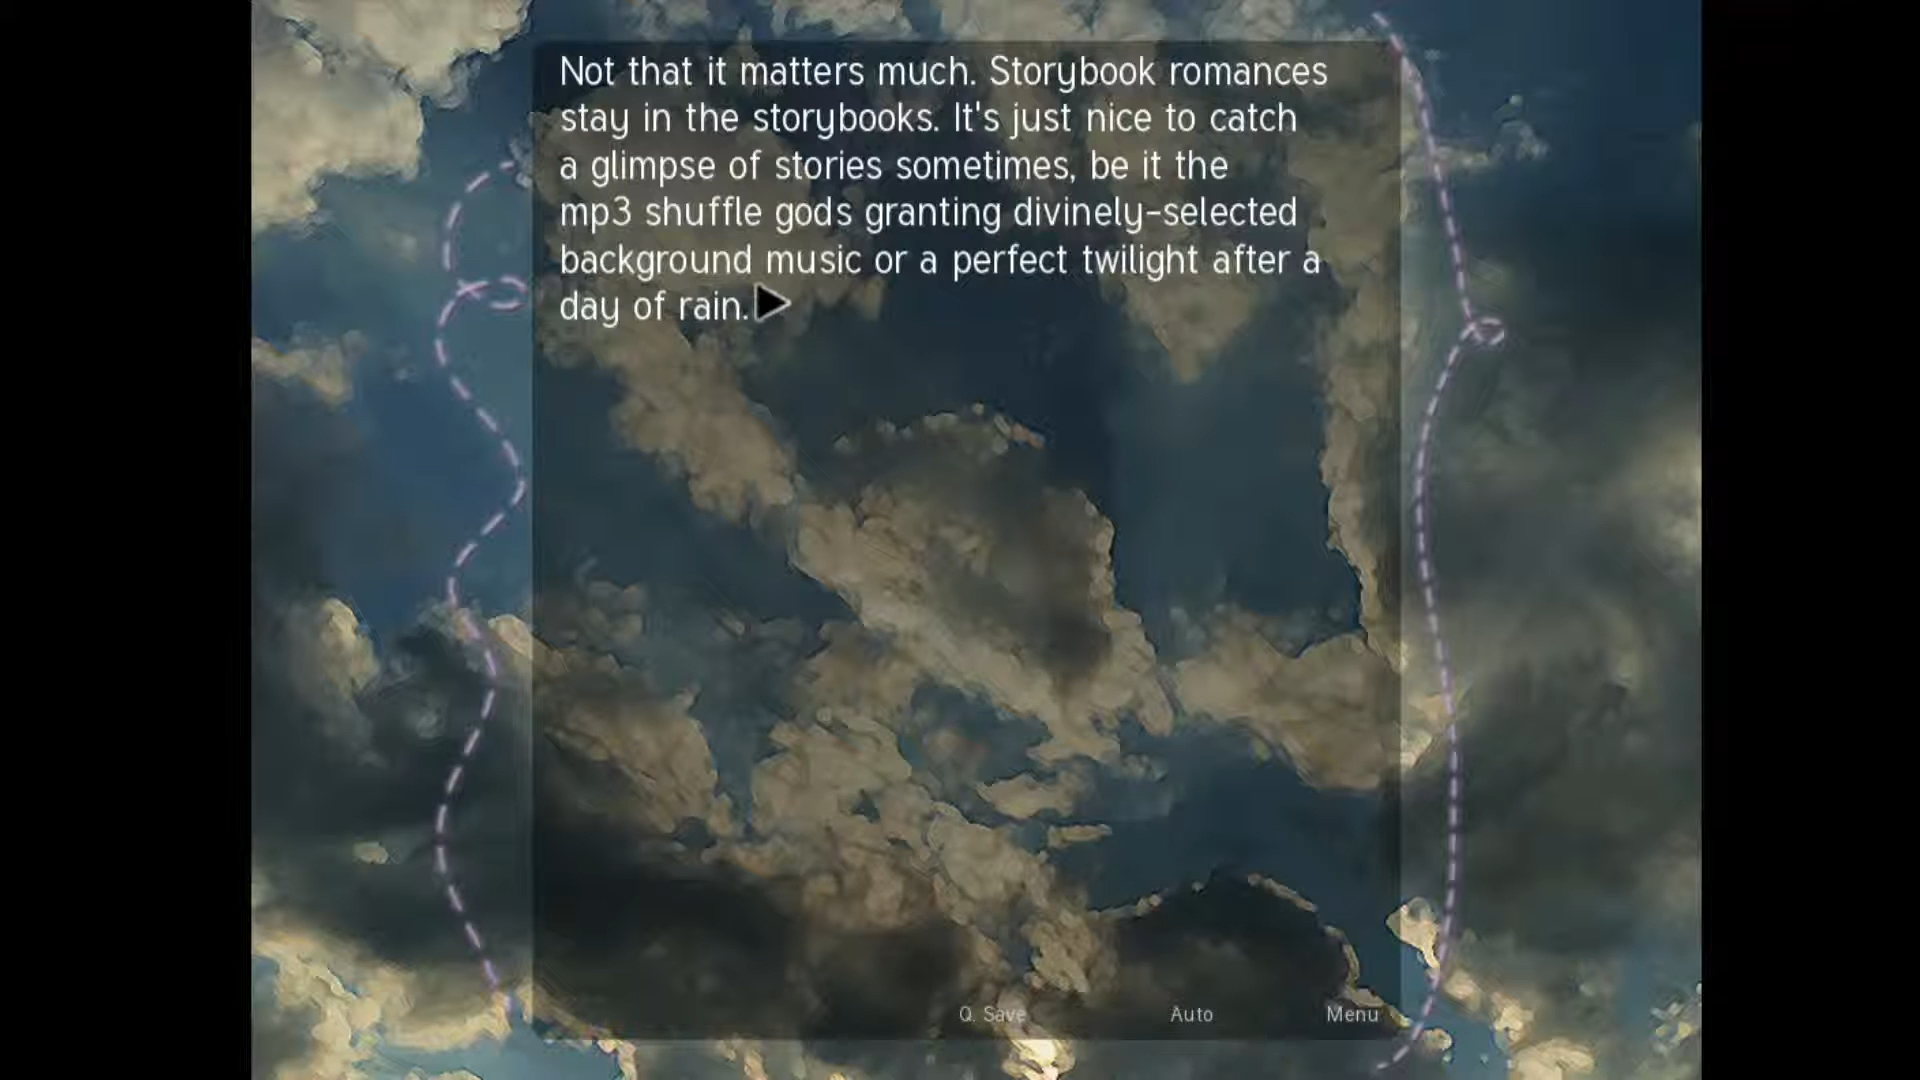 Not that it matters much. Storybook romances
stay in the storybooks. It's just nice to catch
a glimpse of stories sometimes, be it the
mp3 shuffle gods granting divinely-selected
background music or a perfect twilight after a
day of rain.
Q. Save Auto Menu